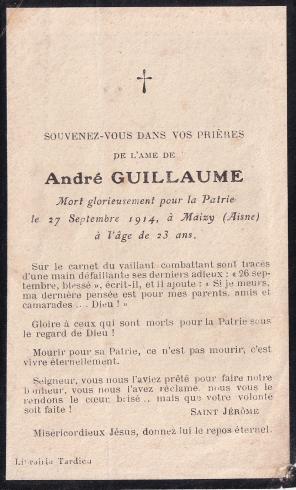 SOUVENEZ-VOUS DANS VOS PRIÈRES
DE L'AME DE
André GUILLAUME
Mort glorieusement pour la Patrie
le 27 Septembre 1914, à Maizy (Aisne)
à l'âge de 23 ans.
Sur le carnet du vaillant combattant sont tracés
d'une main défaillante ses derniers adieux : « 26 sep-
tembre, blessé », écrit-il, et il ajoute : « Si je meurs,
ma dernère pensée est pour mes parents, amis et
camarades ... Dieu ! »
Gloire à ceux qui sont morts pour la Patrie sous
le regard de Dieu !
Mourir pour sa Patrie, ce n'est pas mourir, c'est
vivre éternellement.
Seigneur, vous nous l'aviez prêté pour faire notre
bonheur, vous nous l'avez réclamé, nous vous le
rendons le cœur brisé... mais que votre volonté
soit faite !
SAINT JÉRÔME
Miséricordieux Jésus, donnez lui le repos éternel.
Librairie Tardieu